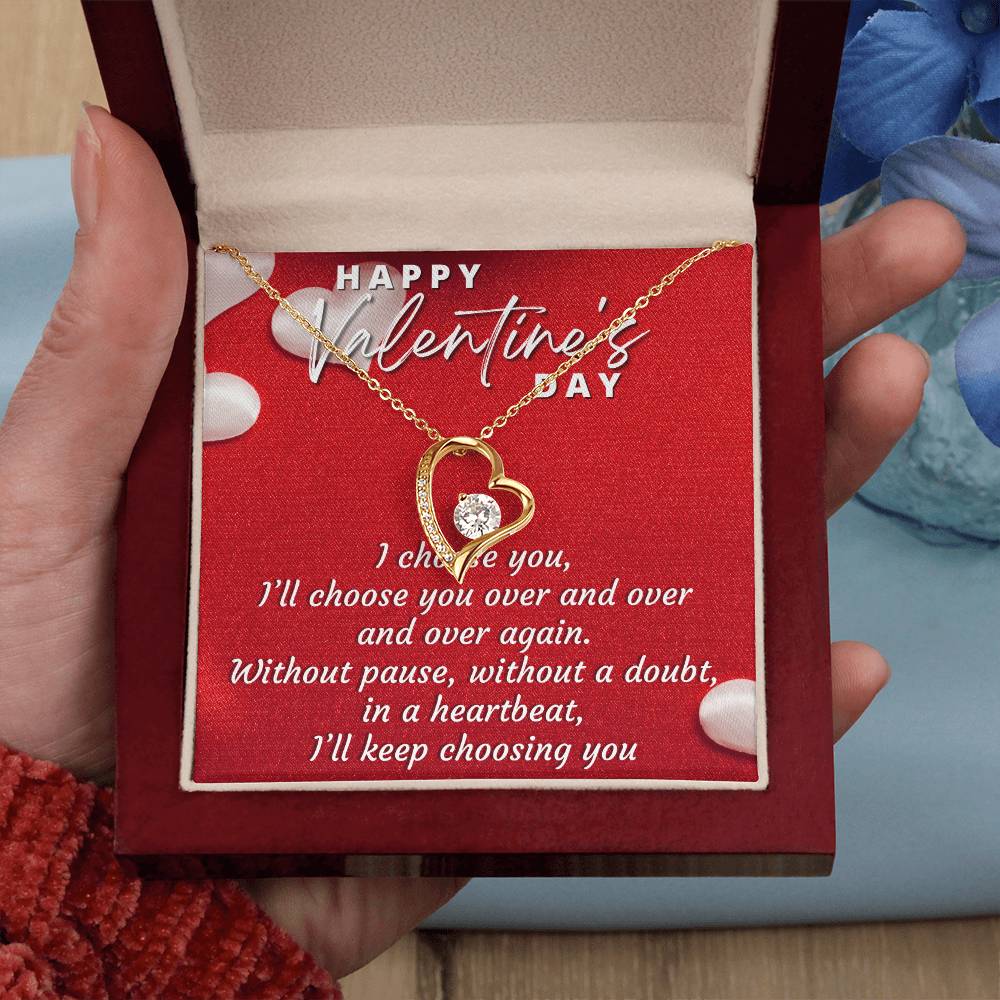 HAPPY
Valentine's
DAY
I choose you,
I'll choose you over and over
and over again.
Without pause, without a doubt,
in a heartbeat,
I'll keep choosing you